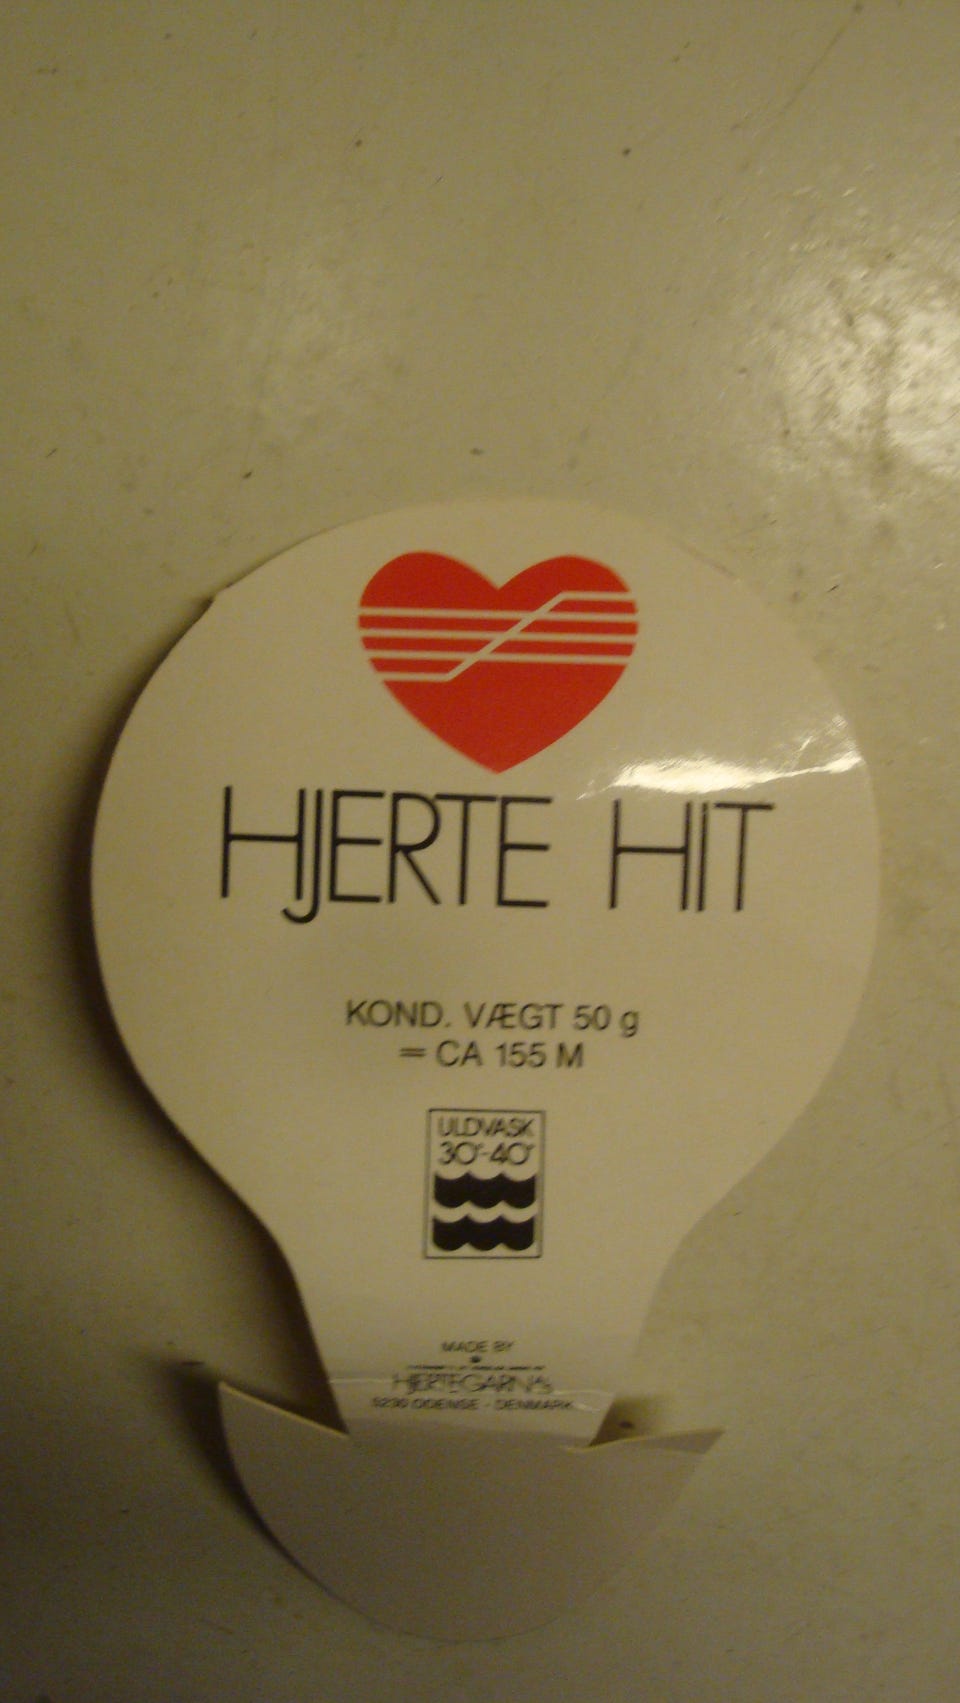 HJERTE HIT
KOND. VÆGT 50 g
= CA 155 M
ULDVASK
30°-40°
MADE BY
HJERTEGARN A/S
5230 ODENSE - DENMARK